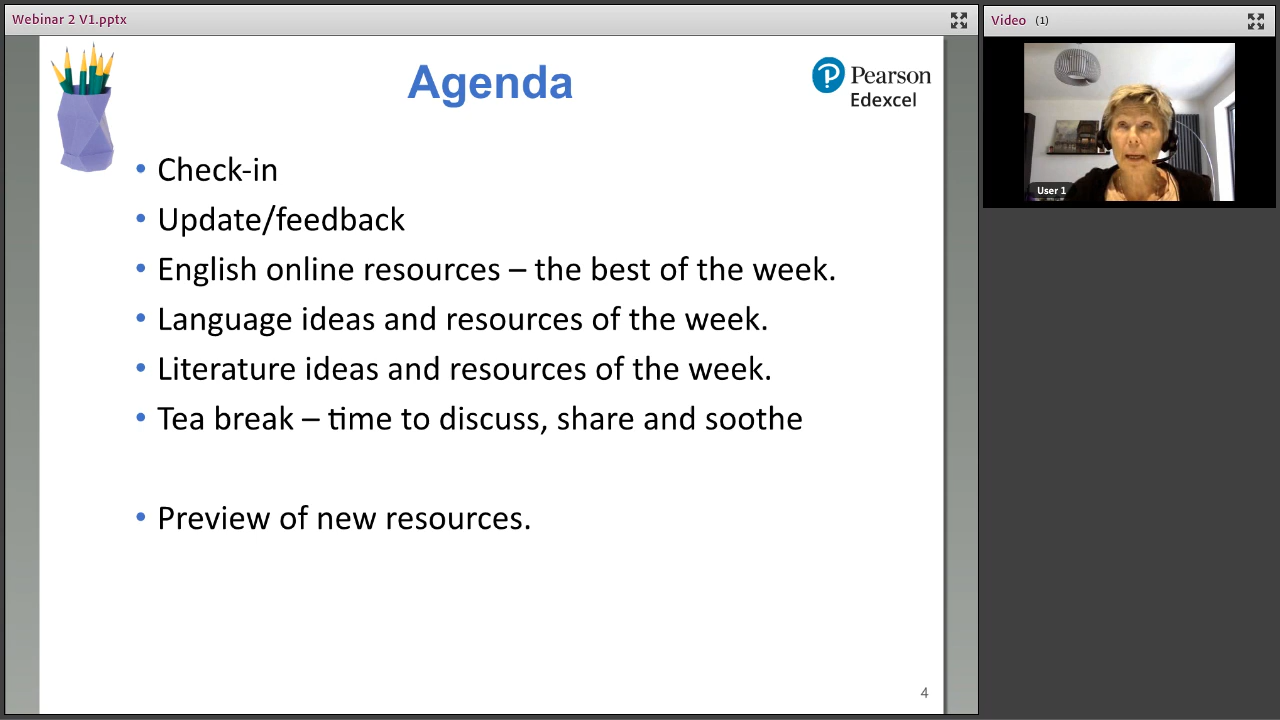 Webinar 2 V1.pptx
Agenda
Pearson
Edexcel
• Check-in
• Update/feedback
• English online resources – the best of the week.
• Language ideas and resources of the week.
• Literature ideas and resources of the week.
• Tea break – time to discuss, share and soothe
• Preview of new resources.
4
Video (1)
User 1